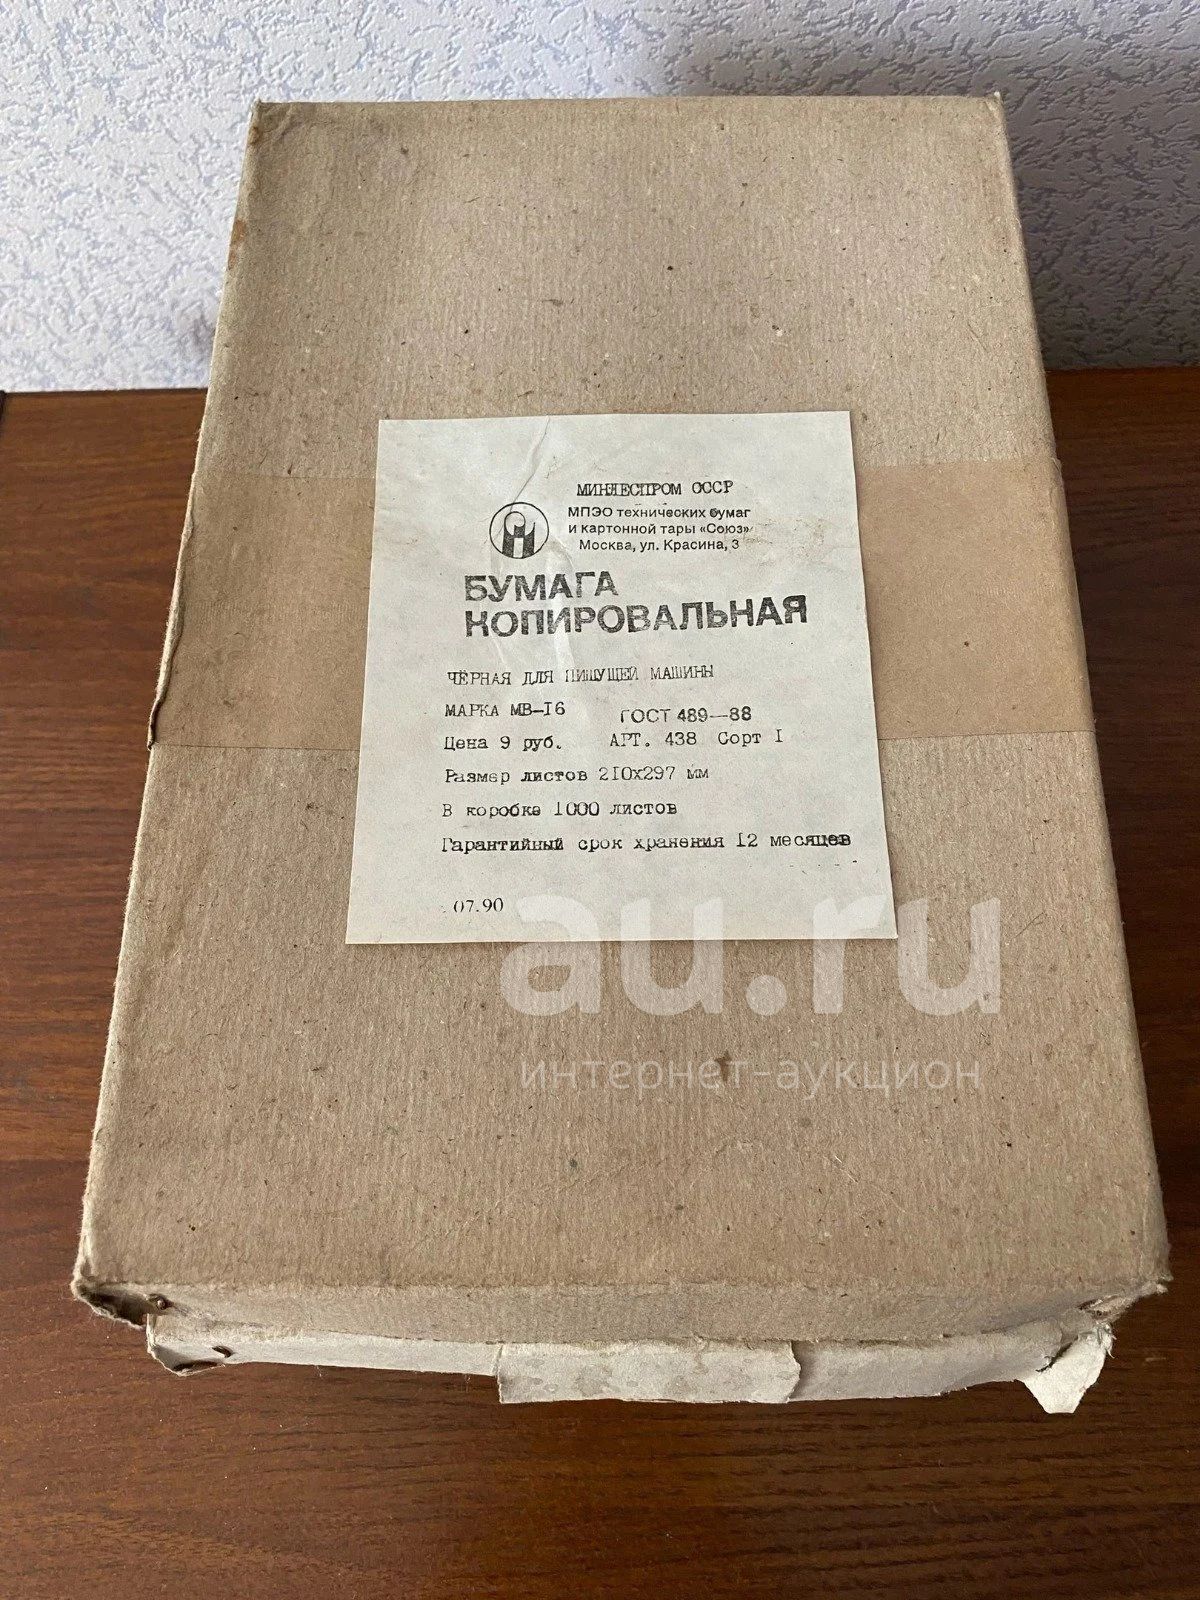 МИНЛЕСПРОМ СССР
МПЭО технических бумаг
и картонной тары «Союз»
Москва, ул. Красина, 3
БУМАГА
КОПИРОВАЛЬНАЯ
ЧЁРНАЯ ДЛЯ ПИШУЩЕЙ МАШИНЫ
МАРКА МВ-16 ГОСТ 489—88
Цена 9 руб. АРТ. 438 Сорт I
Размер листов 210х297 мм
В коробке 1000 листов
Гарантийный срок хранения 12 месяцев
07.90
au.ru
интернет-аукцион